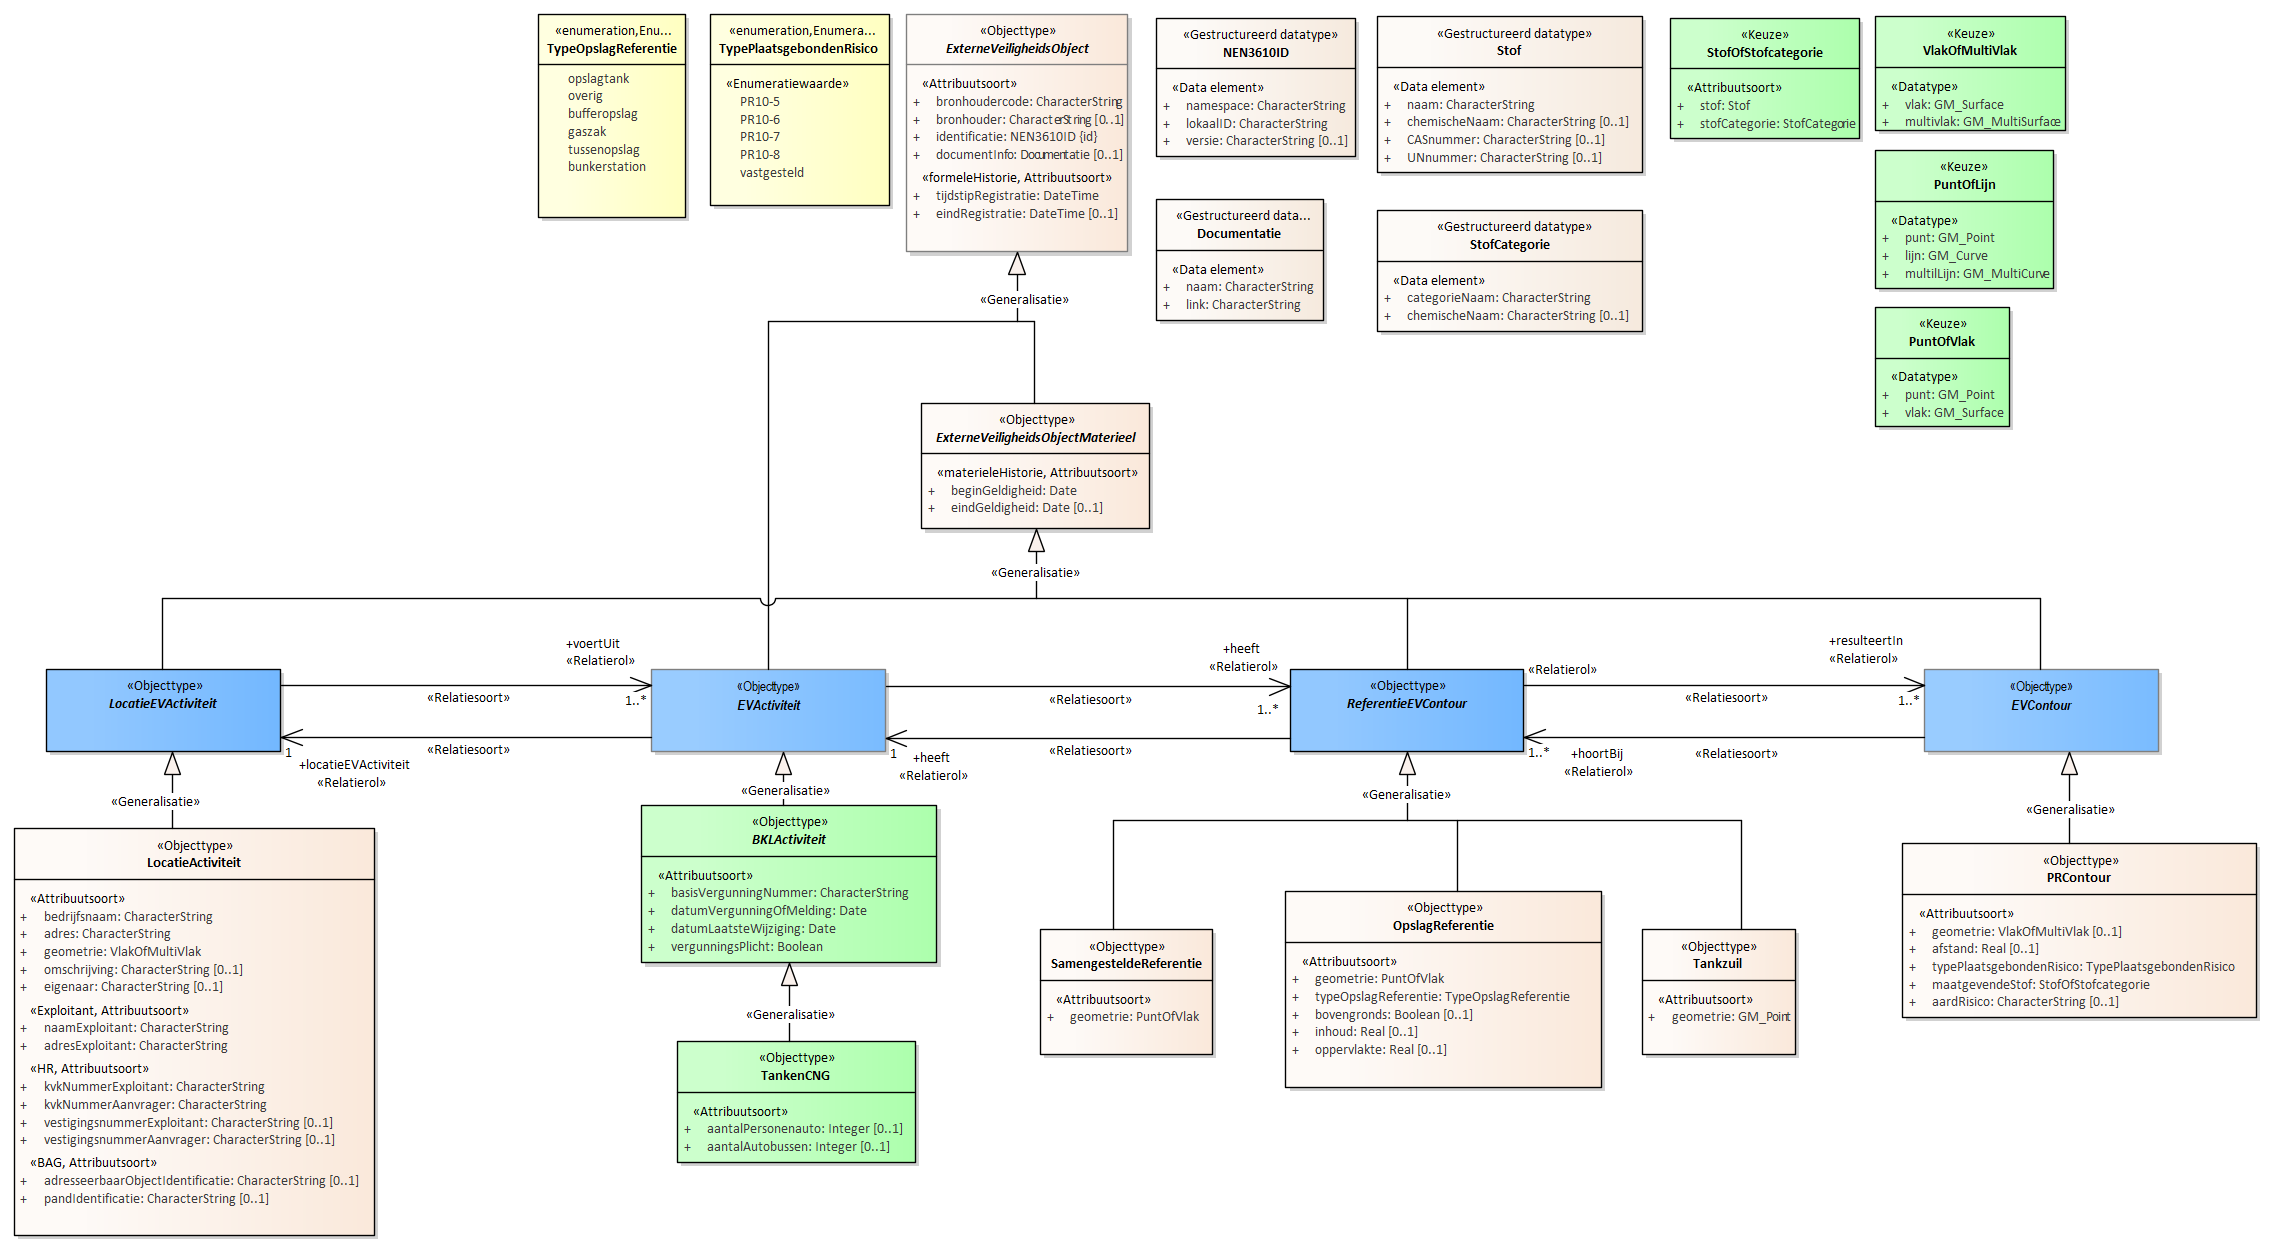 «enumeration,Enu...
TypeOpslagReferentie
opslagtank
overig
bufferopslag
gaszak
tussenopslag
bunkerstation
«enumeration,Enumera...
TypePlaatsgebondenRisico
«Enumeratiewaarde»
PR10-5
PR10-6
PR10-7
PR10-8
vastgesteld
«Objecttype»
ExterneVeiligheidsObject
«Attribuutsoort»
+ bronhoudercode: CharacterString
+ bronhouder: CharacterString [0..1]
+ identificatie: NEN3610ID {id}
+ documentInfo: Documentatie [0..1]
«formeleHistorie, Attribuutsoort»
+ tijdstipRegistratie: DateTime
+ eindRegistratie: DateTime [0..1]
«Gestructureerd datatype»
NEN3610ID
«Data element»
+ namespace: CharacterString
+ lokaalID: CharacterString
+ versie: CharacterString [0..1]
«Gestructureerd data...
Documentatie
«Data element»
+ naam: CharacterString
+ link: CharacterString
«Gestructureerd datatype»
Stof
«Data element»
+ naam: CharacterString
+ chemischeNaam: CharacterString [0..1]
+ CASnummer: CharacterString [0..1]
+ UNnummer: CharacterString [0..1]
«Gestructureerd datatype»
StofCategorie
«Data element»
+ categorieNaam: CharacterString
+ chemischeNaam: CharacterString [0..1]
«Keuze»
StofOfStofcategorie
«Attribuutsoort»
+ stof: Stof
+ stofCategorie: StofCategorie
«Keuze»
VlakOfMultiVlak
«Datatype»
+ vlak: GM_Surface
+ multivlak: GM_MultiSurface
«Keuze»
PuntOfLijn
«Datatype»
+ punt: GM_Point
+ lijn: GM_Curve
+ multilLijn: GM_MultiCurve
«Keuze»
PuntOfVlak
«Datatype»
+ punt: GM_Point
+ vlak: GM_Surface
«Generalisatie»
«Objecttype»
ExterneVeiligheidsObjectMaterieel
«materieleHistorie, Attribuutsoort»
+ beginGeldigheid: Date
+ eindGeldigheid: Date [0..1]
«Generalisatie»
«Objecttype»
LocatieEVActiviteit
+voertUit
«Relatierol»
1..*
«Relatiesoort»
«Relatiesoort»
1
+locatieEVActiviteit
«Relatierol»
«Objecttype»
EVActiviteit
+heeft
«Relatierol»
1..*
«Relatiesoort»
«Relatiesoort»
1
+heeft
«Relatierol»
«Objecttype»
ReferentieEVContour
«Relatierol»
+resulteertIn
«Relatierol»
1..*
«Relatiesoort»
«Relatiesoort»
1..*
+hoortBij
«Relatierol»
«Objecttype»
EVContour
«Generalisatie»
«Objecttype»
LocatieActiviteit
«Attribuutsoort»
+ bedrijfsnaam: CharacterString
+ adres: CharacterString
+ geometrie: VlakOfMultiVlak
+ omschrijving: CharacterString [0..1]
+ eigenaar: CharacterString [0..1]
«Exploitant, Attribuutsoort»
+ naamExploitant: CharacterString
+ adresExploitant: CharacterString
«HR, Attribuutsoort»
+ kvkNummerExploitant: CharacterString
+ kvkNummerAanvrager: CharacterString
+ vestigingsnummerExploitant: CharacterString [0..1]
+ vestigingsnummerAanvrager: CharacterString [0..1]
«BAG, Attribuutsoort»
+ adresseerbaarObjectIdentificatie: CharacterString [0..1]
+ pandIdentificatie: CharacterString [0..1]
«Generalisatie»
«Objecttype»
BKLActiviteit
«Attribuutsoort»
+ basisVergunningNummer: CharacterString
+ datumVergunningOfMelding: Date
+ datumLaatsteWijziging: Date
+ vergunningsPlicht: Boolean
«Generalisatie»
«Objecttype»
TankenCNG
«Attribuutsoort»
+ aantalPersonenauto: Integer [0..1]
+ aantalAutobussen: Integer [0..1]
«Generalisatie»
«Objecttype»
SamengesteldeReferentie
«Attribuutsoort»
+ geometrie: PuntOfVlak
«Objecttype»
OpslagReferentie
«Attribuutsoort»
+ geometrie: PuntOfVlak
+ typeOpslagReferentie: TypeOpslagReferentie
+ bovengronds: Boolean [0..1]
+ inhoud: Real [0..1]
+ oppervlakte: Real [0..1]
«Objecttype»
Tankzuil
«Attribuutsoort»
+ geometrie: GM_Point
«Generalisatie»
«Objecttype»
PRContour
«Attribuutsoort»
+ geometrie: VlakOfMultiVlak [0..1]
+ afstand: Real [0..1]
+ typePlaatsgebondenRisico: TypePlaatsgebondenRisico
+ maatgevendeStof: StofOfStofcategorie
+ aardRisico: CharacterString [0..1]